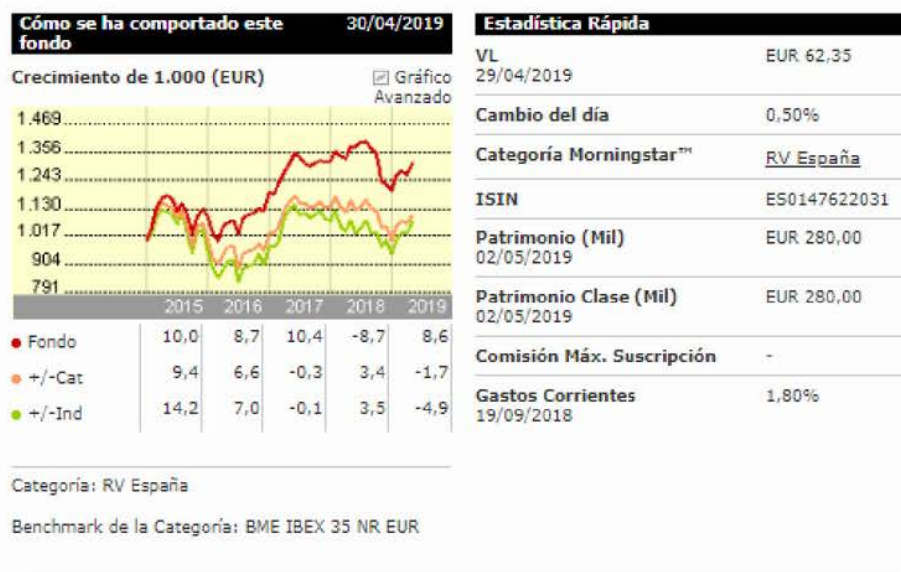 Cómo se ha comportado este fondo 30/04/2019
Crecimiento de 1.000 (EUR) Gráfico Avanzado
1.469
1.356
1.243
1.130
1.017
904
791
2015 2016 2017 2018 2019
Fondo 10,0 8,7 10,4 -8,7 8,6
+/-Cat 9,4 6,6 -0,3 3,4 -1,7
+/-Ind 14,2 7,0 -0,1 3,5 -4,9
Categoría: RV España
Benchmark de la Categoría: BME IBEX 35 NR EUR
Estadística Rápida
VL EUR 62,35
29/04/2019
Cambio del día 0,50%
Categoría Morningstar™ RV España
ISIN ES0147622031
Patrimonio (Mil) EUR 280,00
02/05/2019
Patrimonio Clase (Mil) EUR 280,00
02/05/2019
Comisión Máx. Suscripción -
Gastos Corrientes 1,80%
19/09/2018